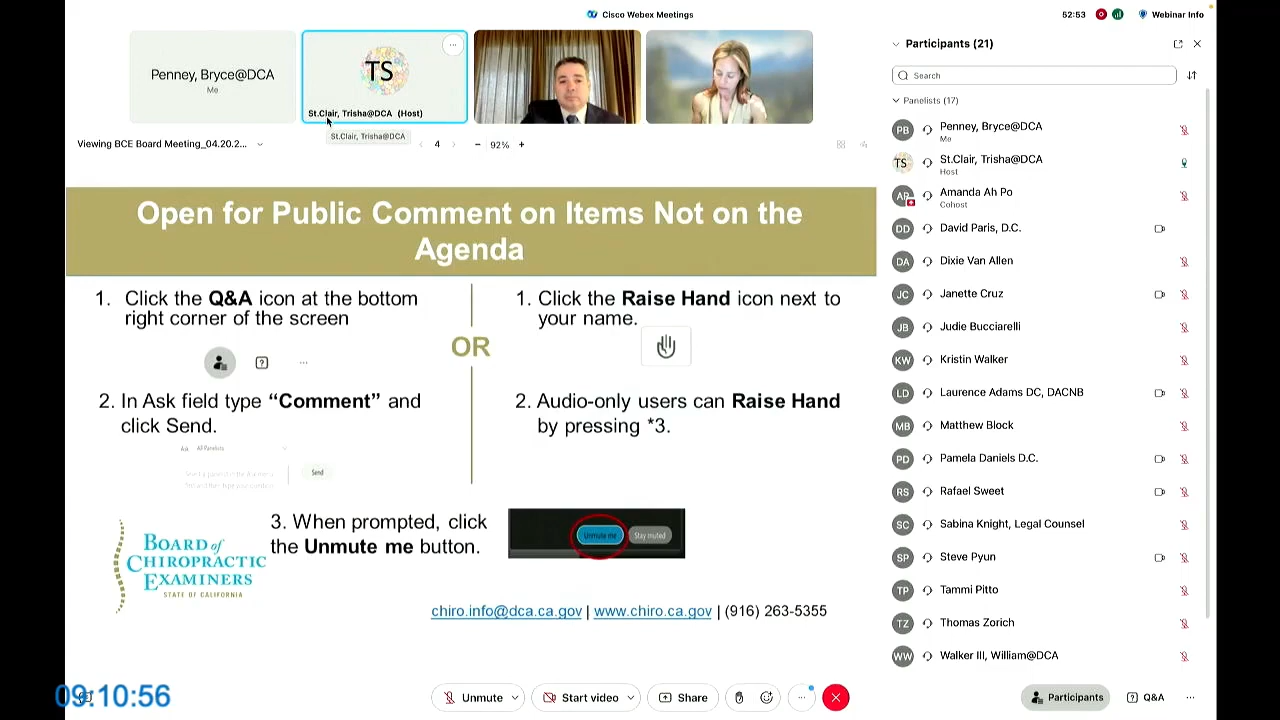 Cisco Webex Meetings
52:53
Webinar Info
Penney, Bryce@DCA
Me
TS
St.Clair, Trisha@DCA (Host)
St.Clair, Trisha@DCA
Viewing BCE Board Meeting_04.20.2...
4
92%
Open for Public Comment on Items Not on the
Agenda
1. Click the Q&A icon at the bottom
right corner of the screen
2. In Ask field type “Comment” and
click Send.
All Panelists
Send
OR
1. Click the Raise Hand icon next to
your name.
2. Audio-only users can Raise Hand
by pressing *3.
3. When prompted, click
the Unmute me button.
Unmute me
Stay muted
BOARD of
CHIROPRACTIC
EXAMINERS
STATE OF CALIFORNIA
chiro.info@dca.ca.gov | www.chiro.ca.gov | (916) 263-5355
Participants (21)
Search
Panelists (17)
PB Penney, Bryce@DCA
Me
TS St.Clair, Trisha@DCA
Host
AP Amanda Ah Po
Cohost
DD David Paris, D.C.
DA Dixie Van Allen
JC Janette Cruz
JB Judie Bucciarelli
KW Kristin Walker
LD Laurence Adams DC, DACNB
MB Matthew Block
PD Pamela Daniels D.C.
RS Rafael Sweet
SC Sabina Knight, Legal Counsel
SP Steve Pyun
TP Tammi Pitto
TZ Thomas Zorich
WW Walker III, William@DCA
09:10:56
Unmute
Start video
Share
Participants
Q&A